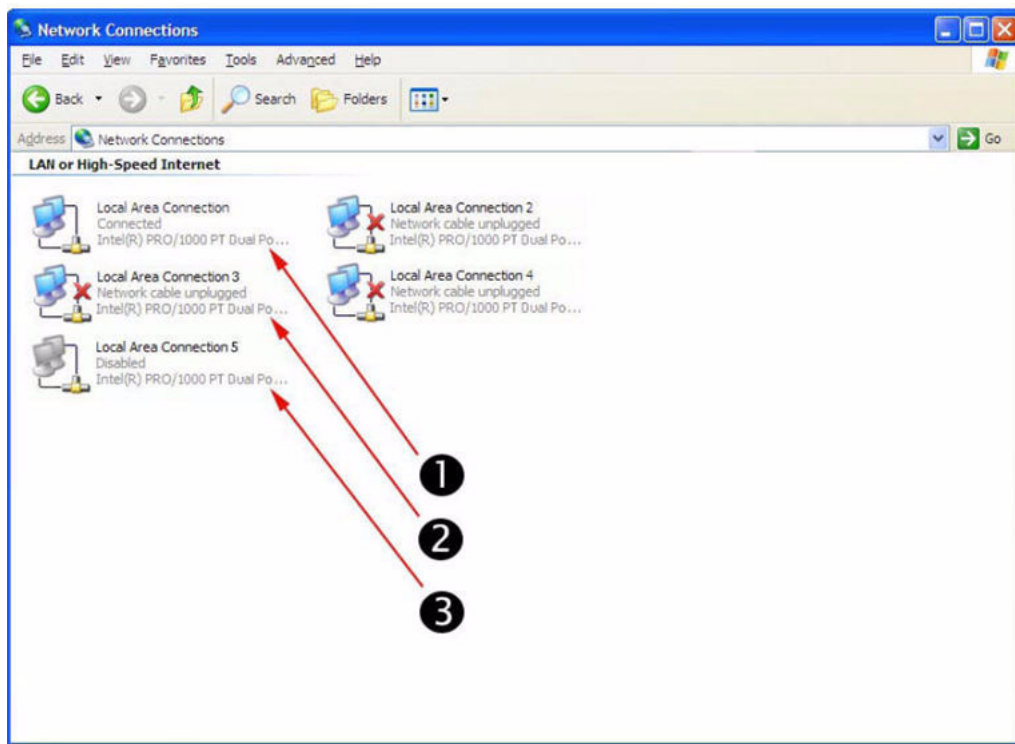 Network Connections
File Edit View Favorites Tools Advanced Help
Back Search Folders
Address Network Connections Go
LAN or High-Speed Internet
Local Area Connection
Connected
Intel(R) PRO/1000 PT Dual Po...
Local Area Connection 2
Network cable unplugged
Intel(R) PRO/1000 PT Dual Po...
Local Area Connection 3
Network cable unplugged
Intel(R) PRO/1000 PT Dual Po...
Local Area Connection 4
Network cable unplugged
Intel(R) PRO/1000 PT Dual Po...
Local Area Connection 5
Disabled
Intel(R) PRO/1000 PT Dual Po...
1
2
3